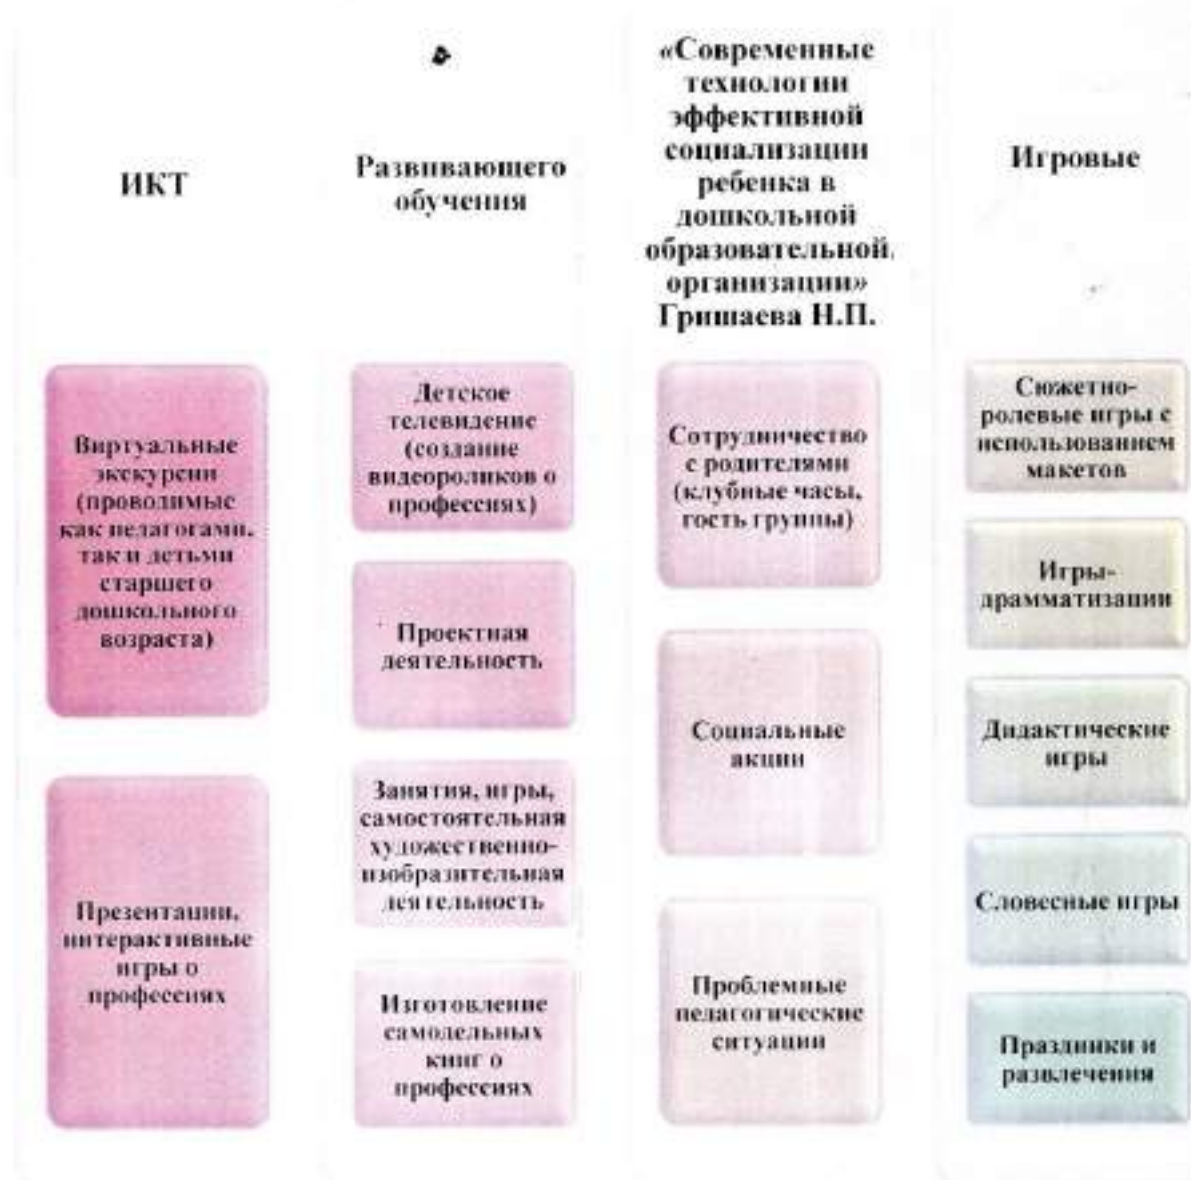 ИКТ
Развивающего
обучения
«Современные
технологии
эффективной
социализации
ребенка в
дошкольной
образовательной
организации»
Гришаева Н.П.
Игровые
Виртуальные
экскурсии
(проводимые
как педагогами,
так и детьми
старшего
дошкольного
возраста)
Презентации,
интерактивные
игры о
профессиях
Детское
телевидение
(создание
видеороликов о
профессиях)
Проектная
деятельность
Занятия, игры,
самостоятельная
художественно-
изобразительная
деятельность
Изготовление
самодельных
книг о
профессиях
Сотрудничество
с родителями
(клубные часы,
гость группы)
Социальные
акции
Проблемные
педагогические
ситуации
Сюжетно-
ролевые игры с
использованием
макетов
Игры-
драмматизации
Дидактические
игры
Словесные игры
Праздники и
развлечения